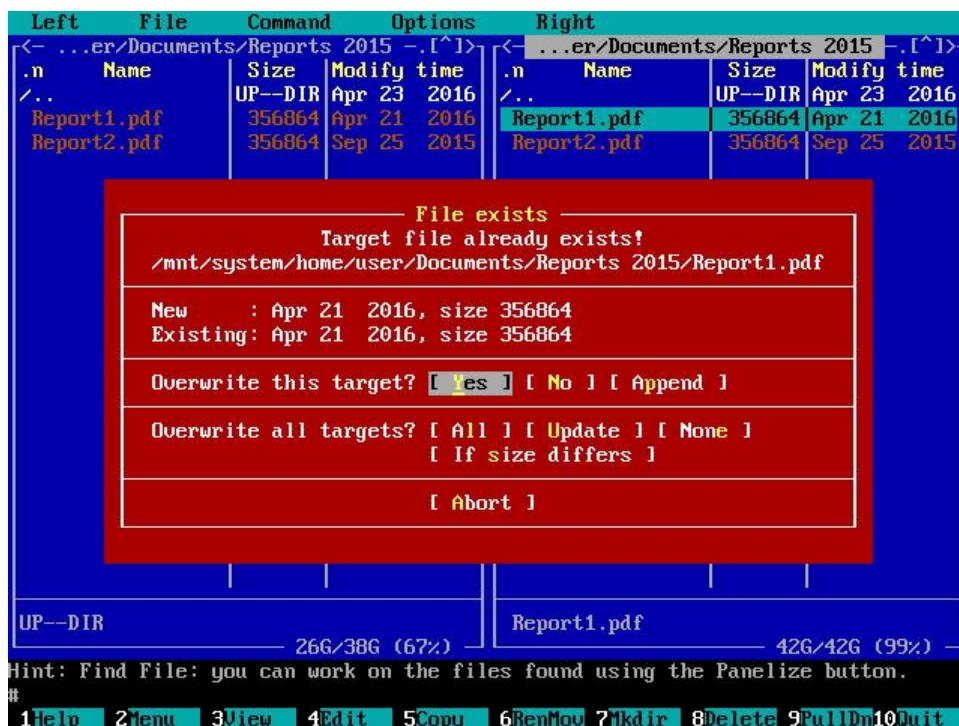 Left File Command Options Right
<- ...er/Documents/Reports 2015 -.[^]> <- ...er/Documents/Reports 2015 -.[^]>
.n Name Size Modify time .n Name Size Modify time
/.. UP--DIR Apr 23 2016 /.. UP--DIR Apr 23 2016
Report1.pdf 356864 Apr 21 2016 Report1.pdf 356864 Apr 21 2016
Report2.pdf 356864 Sep 25 2015 Report2.pdf 356864 Sep 25 2015
File exists
Target file already exists!
/mnt/system/home/user/Documents/Reports 2015/Report1.pdf
New : Apr 21 2016, size 356864
Existing: Apr 21 2016, size 356864
Overwrite this target? [ Yes ] [ No ] [ Append ]
Overwrite all targets? [ All ] [ Update ] [ None ]
[ If size differs ]
[ Abort ]
UP--DIR Report1.pdf
26G/38G (67%) 42G/42G (99%)
Hint: Find File: you can work on the files found using the Panelize button.
#
1Help 2Menu 3View 4Edit 5Copy 6RenMov 7Mkdir 8Delete 9PullDn 10Quit